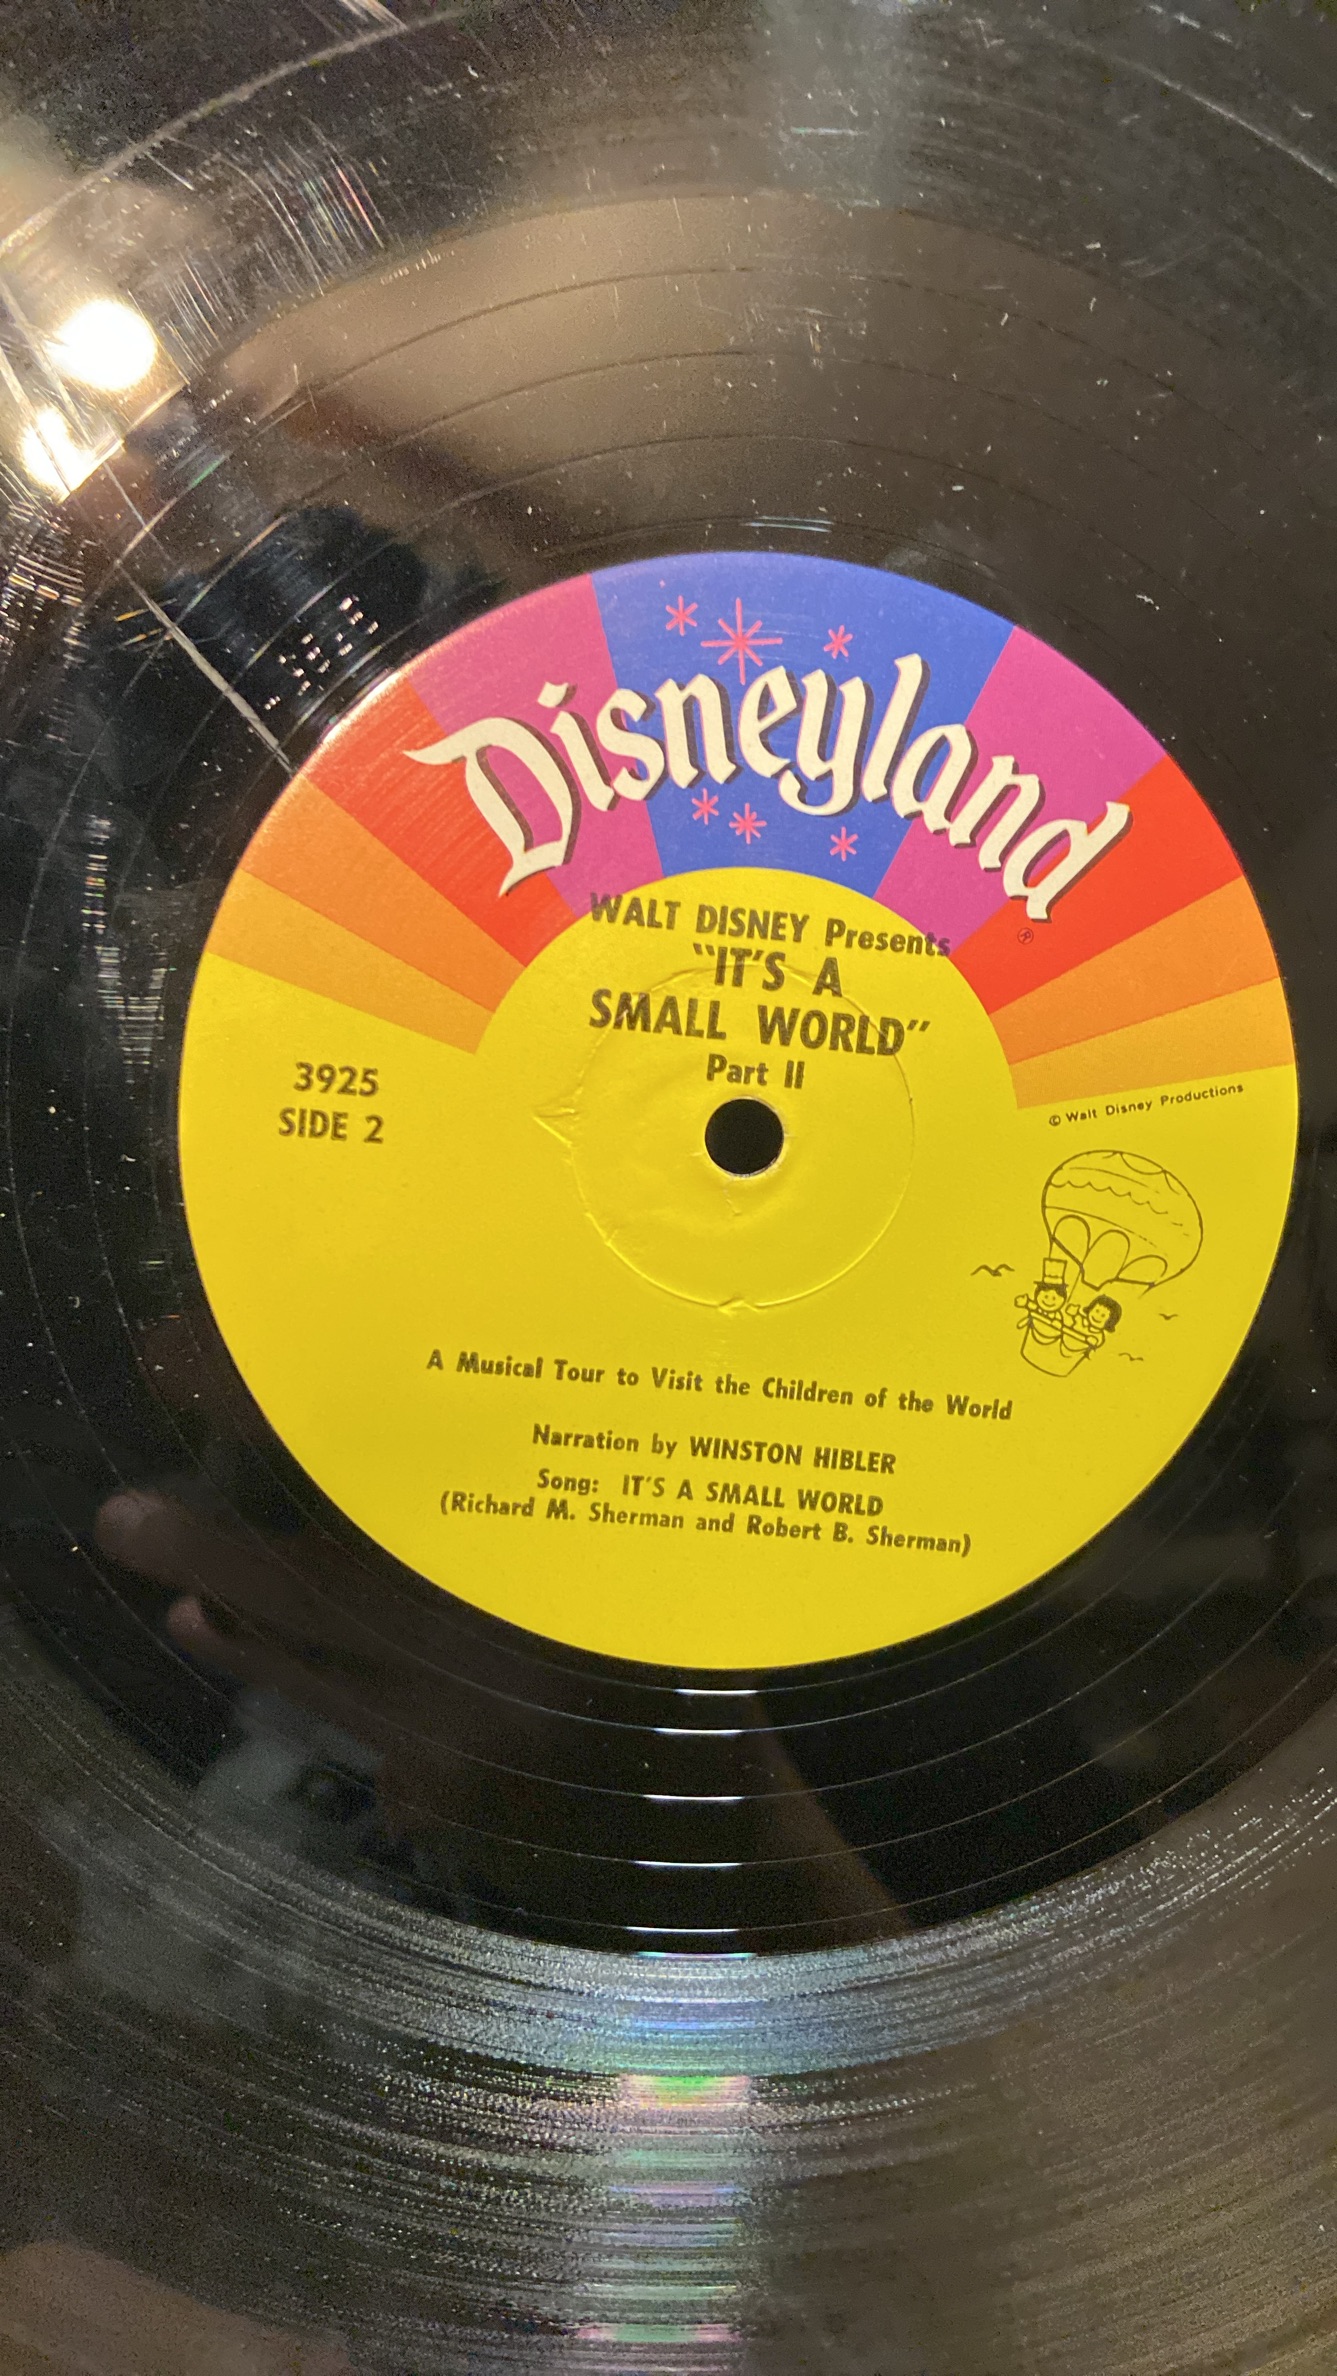 Disneyland
®
WALT DISNEY Presents
"IT'S A
SMALL WORLD"
Part II
3925
SIDE 2
© Walt Disney Productions
A Musical Tour to Visit the Children of the World
Narration by WINSTON HIBLER
Song: IT'S A SMALL WORLD
(Richard M. Sherman and Robert B. Sherman)